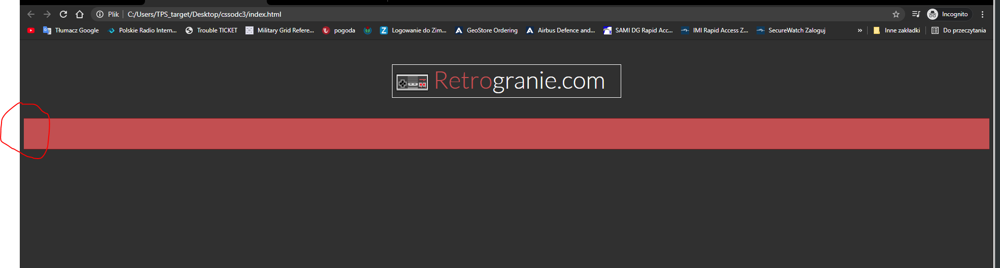 Plik C:/Users/TPS_target/Desktop/cssodc3/index.html Incognito
Tłumacz Google Polskie Radio Intern... Trouble TICKET Military Grid Refere... pogoda Logowanie do Zim... GeoStore Ordering Airbus Defence and... SAMI DG Rapid Acc... IMI Rapid Access Z... SecureWatch Zaloguj » Inne zakładki Do przeczytania
Retrogranie.com